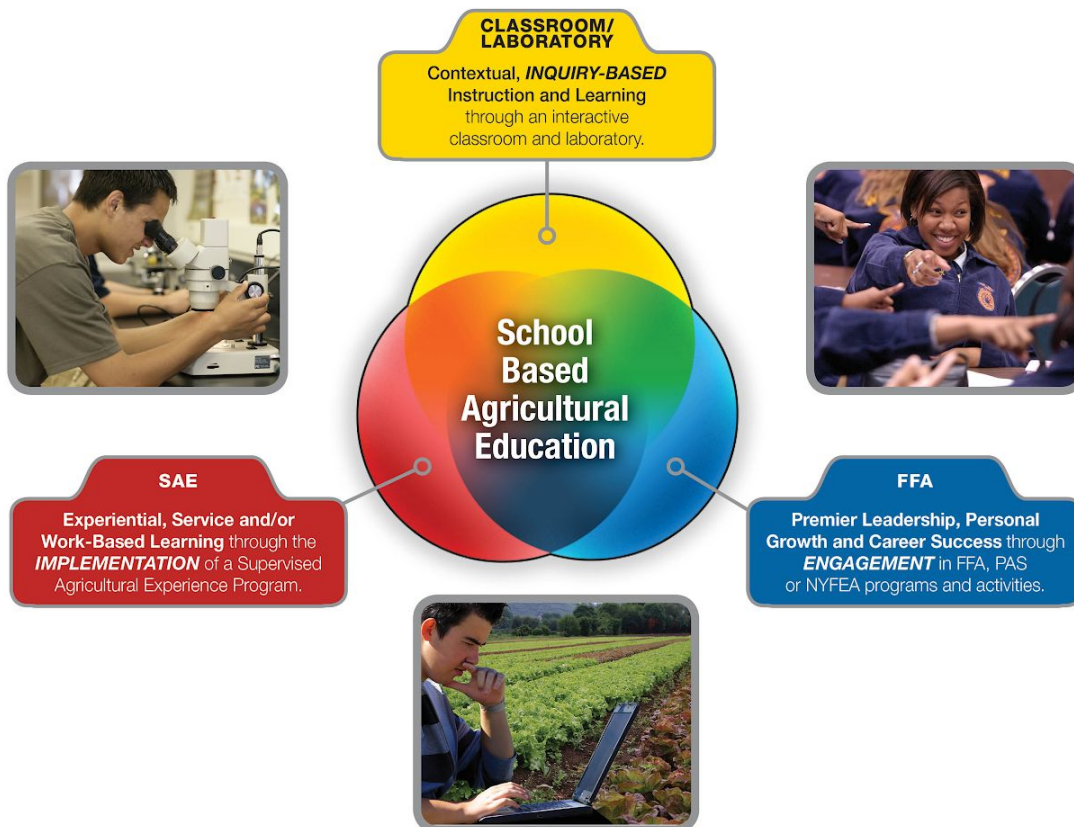 CLASSROOM/
LABORATORY
Contextual, INQUIRY-BASED
Instruction and Learning
through an interactive
classroom and laboratory.
School
Based
Agricultural
Education
SAE
Experiential, Service and/or
Work-Based Learning through the
IMPLEMENTATION of a Supervised
Agricultural Experience Program.
FFA
Premier Leadership, Personal
Growth and Career Success through
ENGAGEMENT in FFA, PAS
or NYFEA programs and activities.